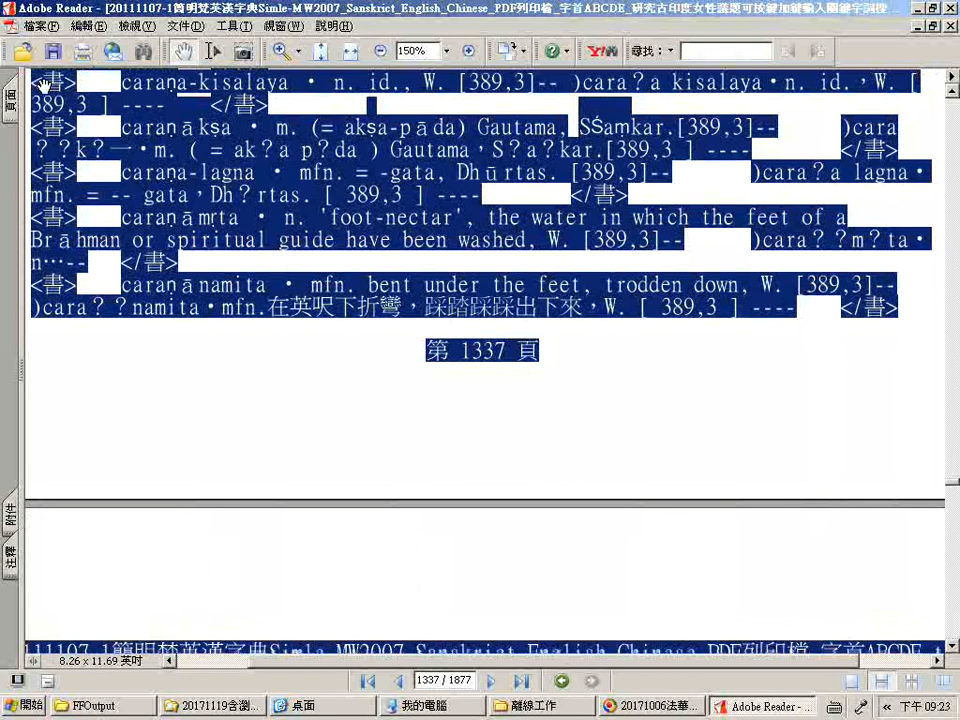 Adobe Reader - [20111107-1簡明梵英漢字典Simle-MW2007_Sanskrict_English_Chinese_PDF列印檔_字首ABCDE_研究古印度女性議題可按鍵加鍵輸入關鍵字詞搜...
檔案(F) 編輯(E) 檢視(V) 文件(D) 工具(T) 視窗(W) 說明(H)
150% 尋找：
頁面
<書> caraṇa-kisalaya • n. id., W. [389,3]-- )cara?a kisalaya•n. id.，W. [
389,3 ] ---- </書>
<書> caraṇākṣa • m. (= akṣa-pāda) Gautama, SŚaṃkar.[389,3]-- )cara
??k?一•m. ( = ak?a p?da ) Gautama，S?a?kar.[389,3 ] ---- </書>
<書> caraṇa-lagna • mfn. = -gata, Dhūrtas. [389,3]-- )cara?a lagna•
mfn. = -- gata，Dh?rtas. [ 389,3 ] ---- </書>
<書> caraṇāmṛta • n. 'foot-nectar', the water in which the feet of a
Brāhman or spiritual guide have been washed, W. [389,3]-- )cara??m?ta•
n…-- </書>
<書> caraṇānamita • mfn. bent under the feet, trodden down, W. [389,3]--
)cara??namita•mfn.在英呎下折彎，踩踏踩踩出下來，W. [ 389,3 ] ---- </書>
第 1337 頁
附件
注釋
8.26 x 11.69 英吋
1337 / 1877
開始 FFOutput 20171119含瀏... 桌面 我的電腦 離線工作 20171006法華... Adobe Reader - [... 下午 09:23